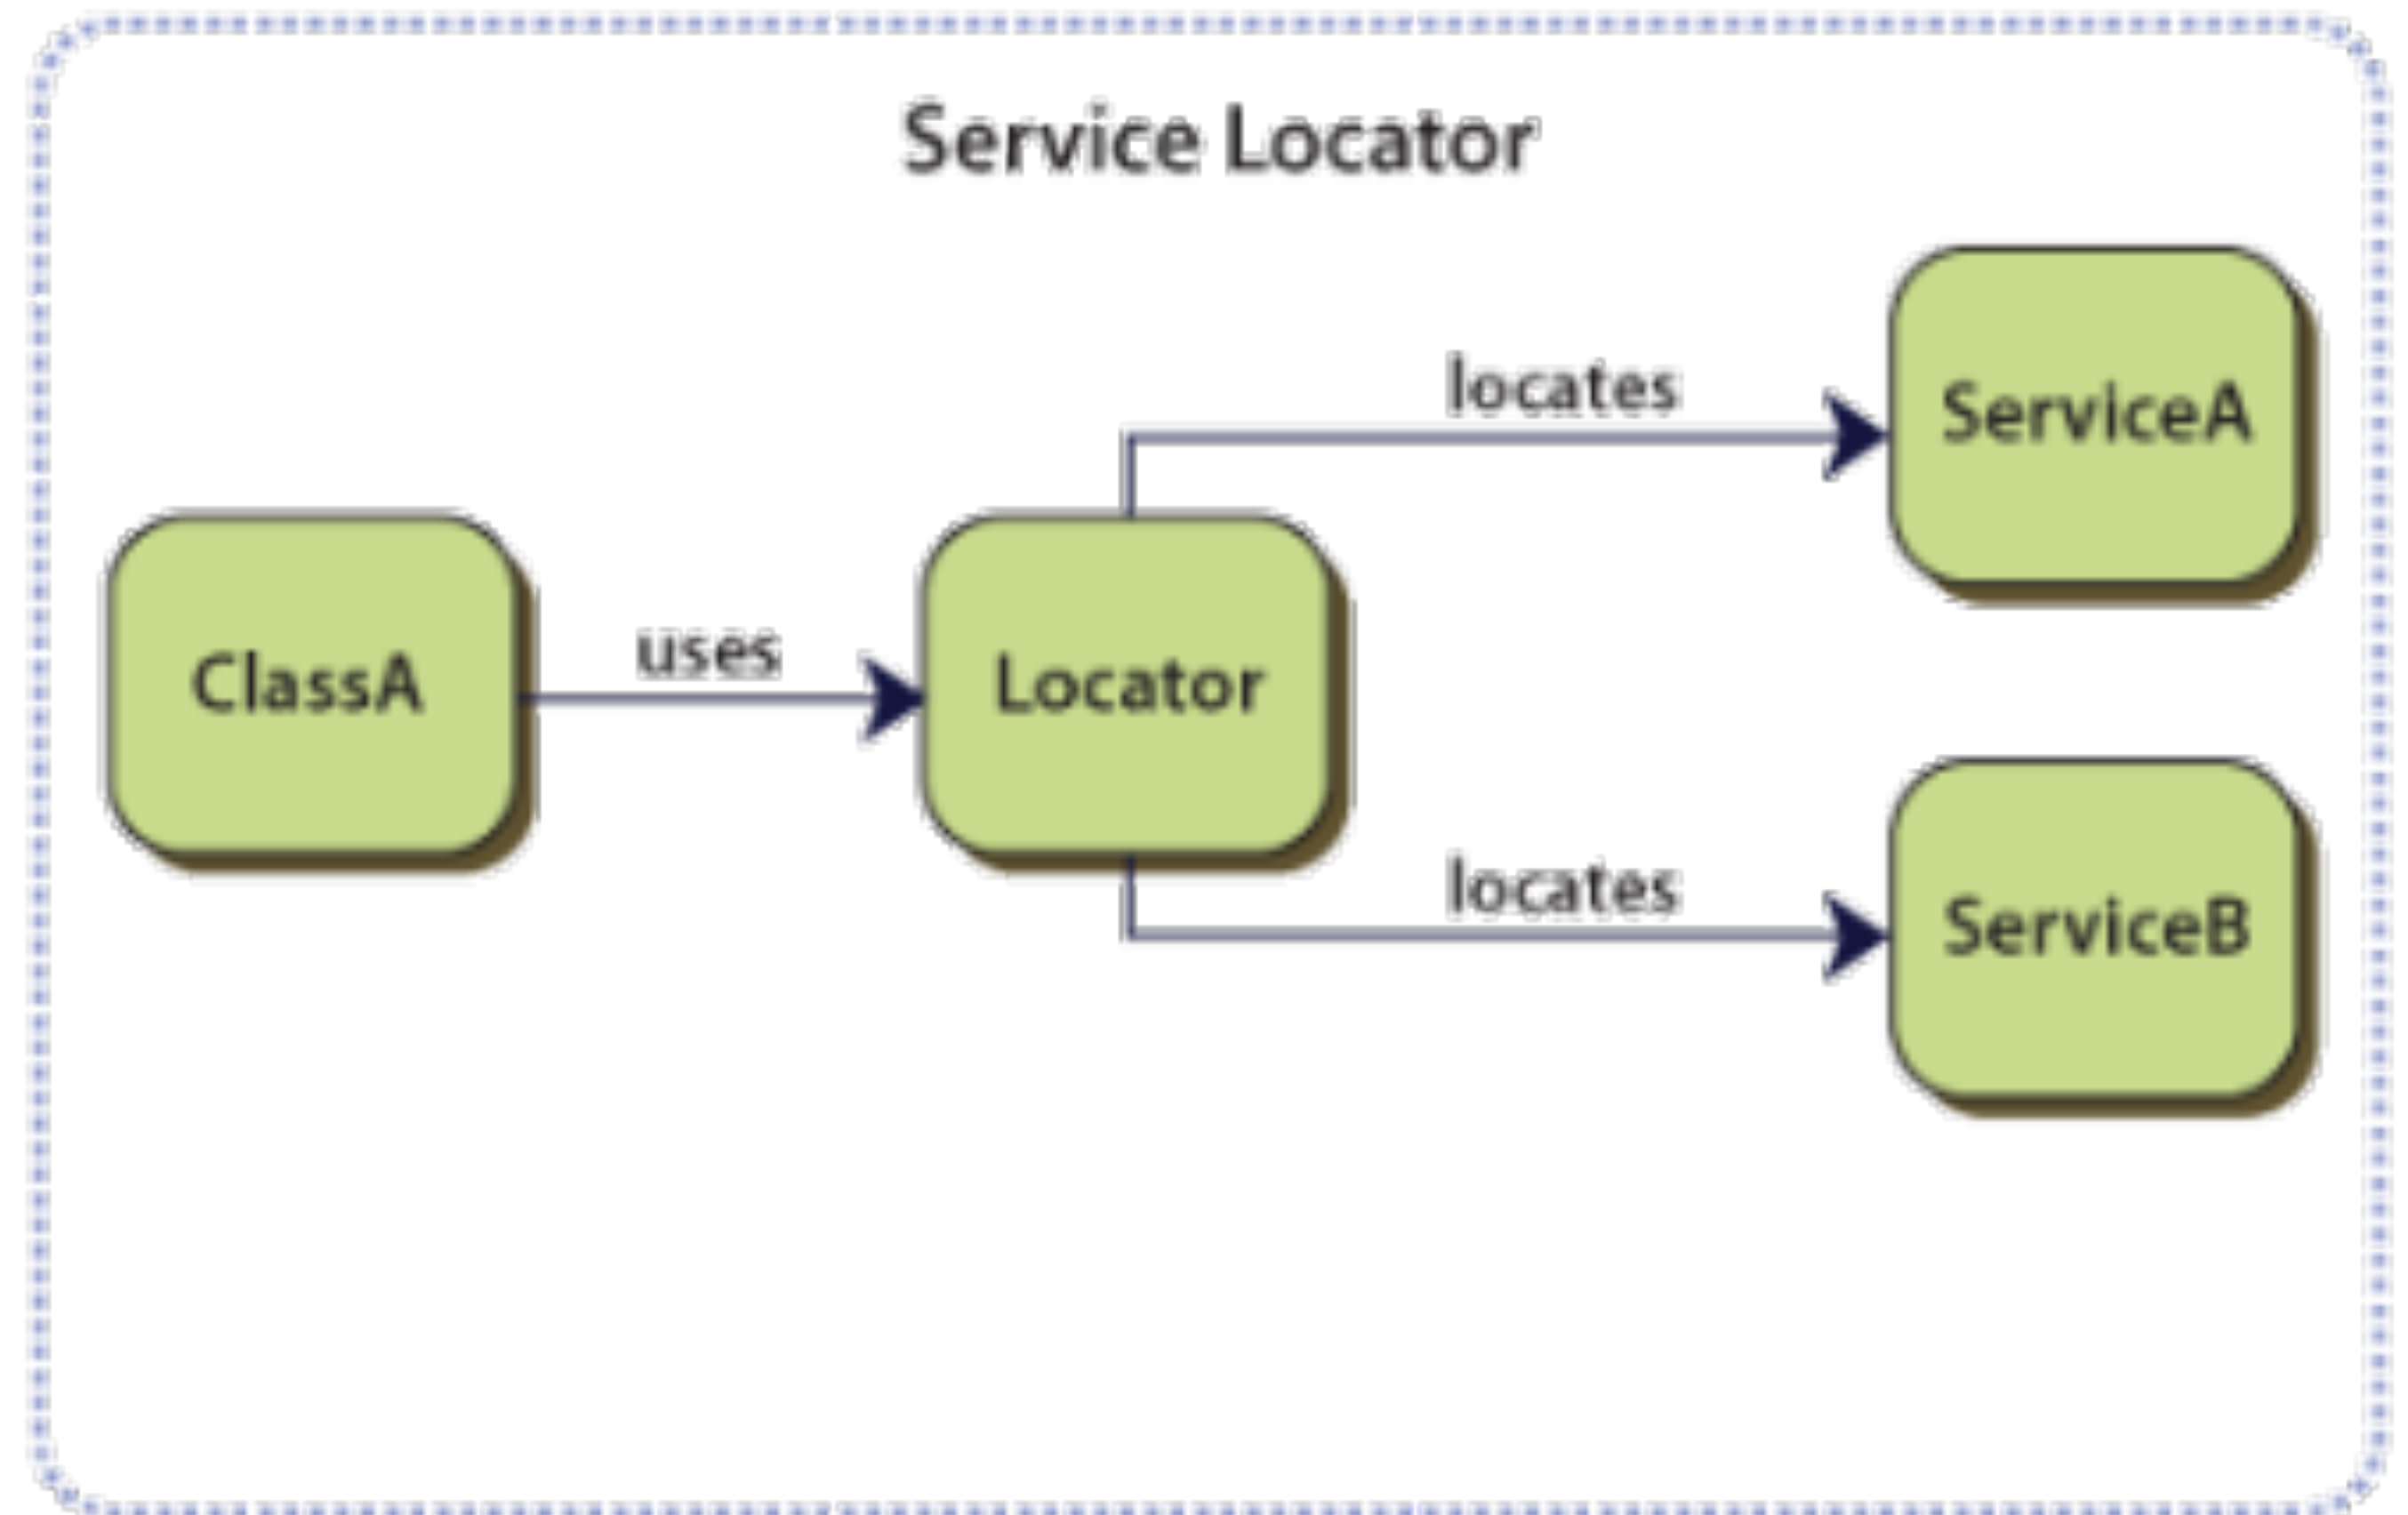 Service Locator
locates
ServiceA
uses
ClassA
Locator
locates
ServiceB